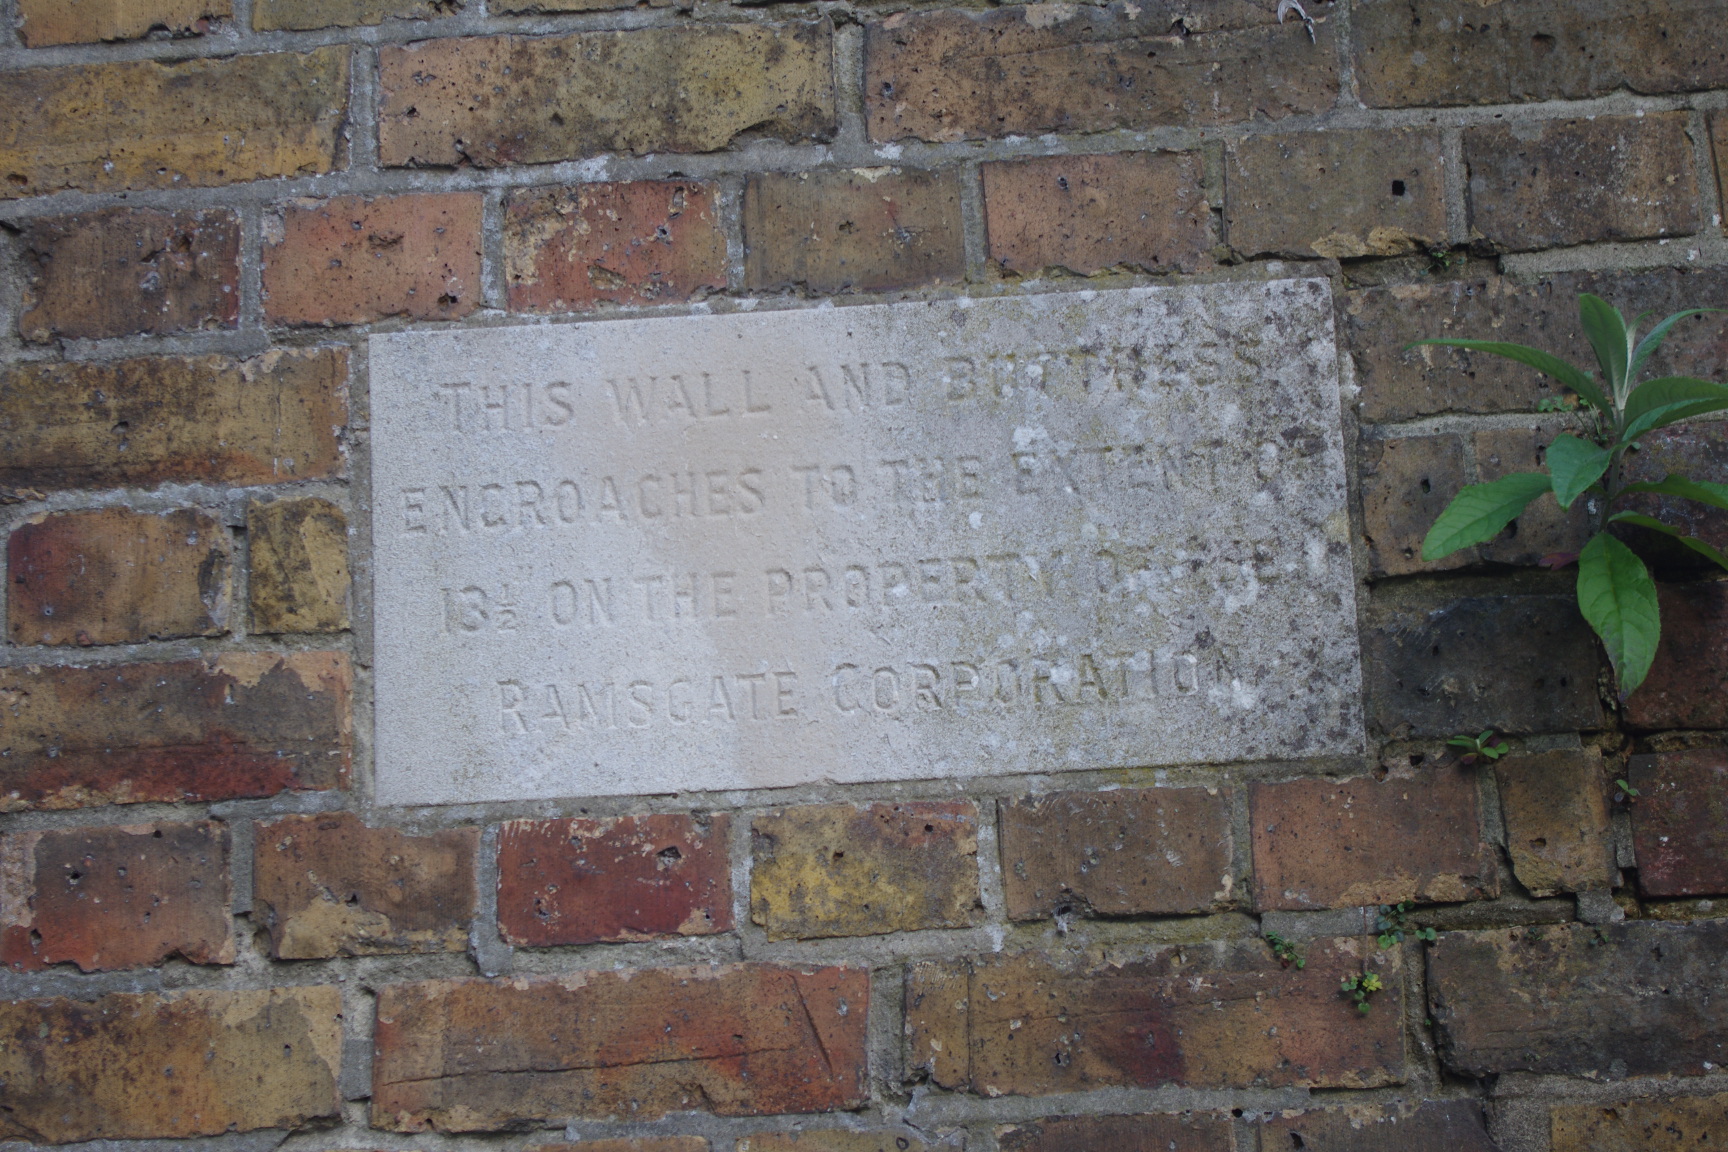 THIS WALL AND BUTTRESS
ENCROACHES TO THE EXTENT OF
13½ ON THE PROPERTY OF THE
RAMSGATE CORPORATION